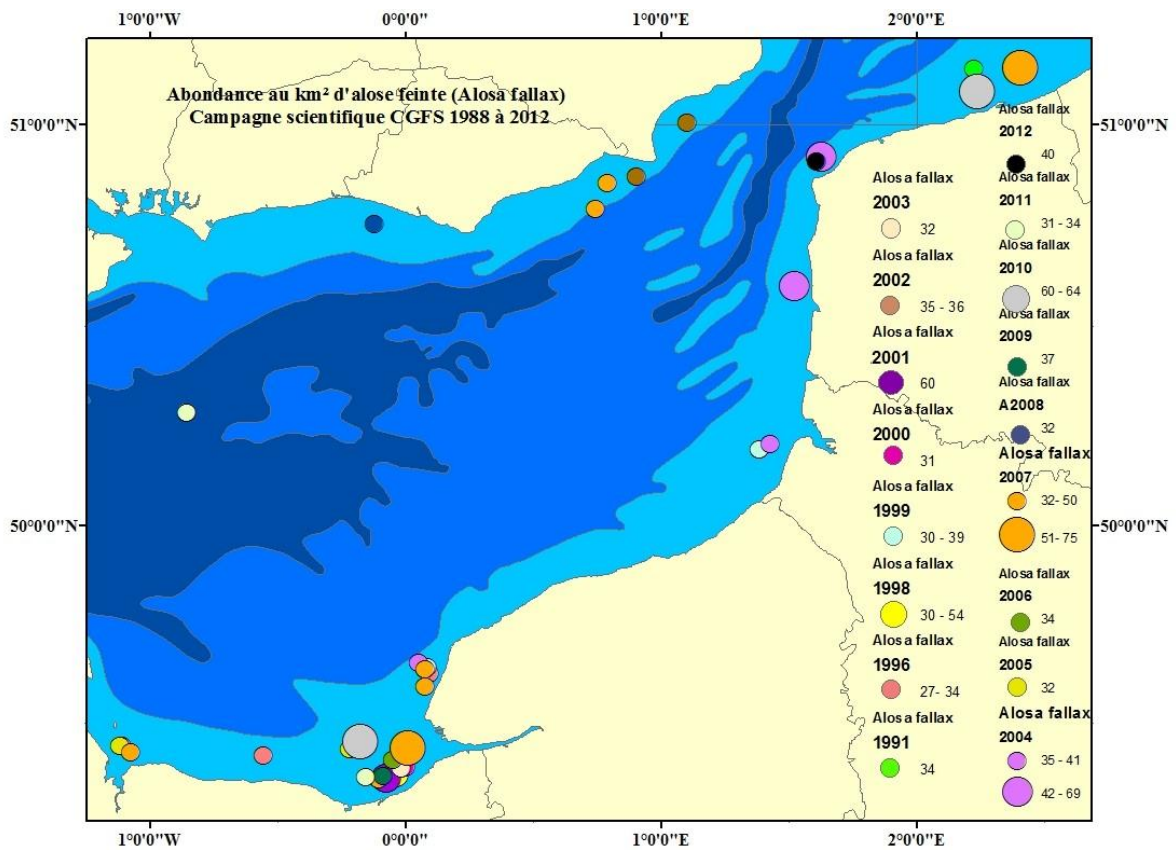 1°0'0"W
0°0'0"
1°0'0"E
2°0'0"E
Abondance au km² d'alose feinte (Alosa fallax)
Campagne scientifique CGFS 1988 à 2012
51°0'0"N
51°0'0"N
50°0'0"N
50°0'0"N
Alosa fallax
2003
32
Alosa fallax
2002
35 - 36
Alosa fallax
2001
60
Alosa fallax
2000
31
Alosa fallax
1999
30 - 39
Alosa fallax
1998
30 - 54
Alosa fallax
1996
27- 34
Alosa fallax
1991
34
Alosa fallax
2012
40
Alosa fallax
2011
31 - 34
Alosa fallax
2010
60 - 64
Alosa fallax
2009
37
Alosa fallax
A2008
32
Alosa fallax
2007
32- 50
51- 75
Alosa fallax
2006
34
Alosa fallax
2005
32
Alosa fallax
2004
35 - 41
42 - 69
1°0'0"W
0°0'0"
1°0'0"E
2°0'0"E